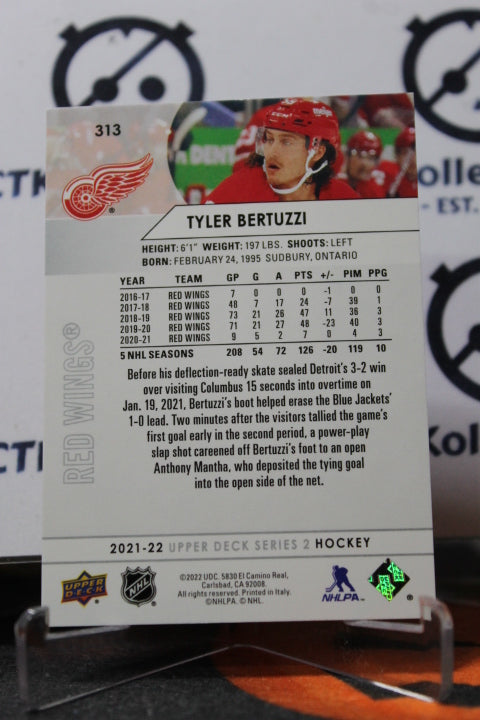 313
TYLER BERTUZZI
HEIGHT: 6'1" WEIGHT: 197 LBS. SHOOTS: LEFT
BORN: FEBRUARY 24, 1995 SUDBURY, ONTARIO
YEAR TEAM GP G A PTS +/- PIM PPG
2016-17 RED WINGS 7 0 0 0 -1 0 0
2017-18 RED WINGS 48 7 17 24 -7 39 1
2018-19 RED WINGS 73 21 26 47 11 36 3
2019-20 RED WINGS 71 21 27 48 -23 40 3
2020-21 RED WINGS 9 5 2 7 0 4 3
5 NHL SEASONS 208 54 72 126 -20 119 10
Before his deflection-ready skate sealed Detroit's 3-2 win
over visiting Columbus 15 seconds into overtime on
Jan. 19, 2021, Bertuzzi's boot helped erase the Blue Jackets'
1-0 lead. Two minutes after the visitors tallied the game's
first goal early in the second period, a power-play
slap shot careened off Bertuzzi's foot to an open
Anthony Mantha, who deposited the tying goal
into the open side of the net.
RED WINGS®
2021-22 UPPER DECK SERIES 2 HOCKEY
UPPER DECK
NHL
©2022 UDC. 5830 El Camino Real,
Carlsbad, CA 92008.
All rights reserved. Printed in Italy.
©NHLPA. © NHL.
NHLPA
CTK
- EST.